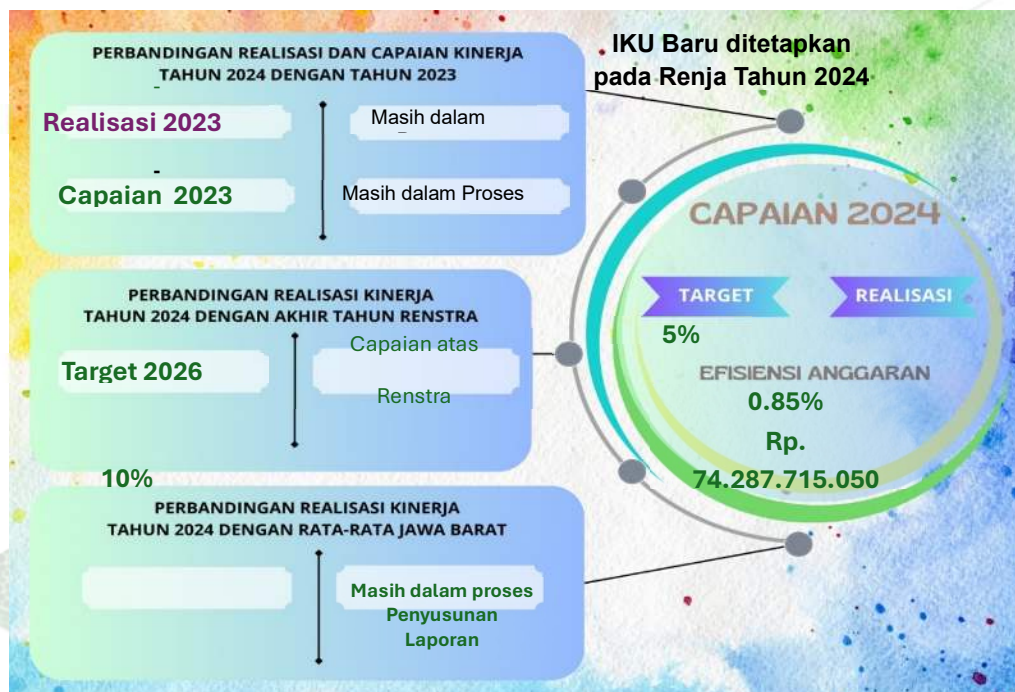 PERBANDINGAN REALISASI DAN CAPAIAN KINERJA
TAHUN 2024 DENGAN TAHUN 2023
-
Realisasi 2023
Masih dalam
-
Capaian 2023
Masih dalam Proses
IKU Baru ditetapkan
pada Renja Tahun 2024
PERBANDINGAN REALISASI KINERJA
TAHUN 2024 DENGAN AKHIR TAHUN RENSTRA
Target 2026
Capaian atas
Renstra
10%
PERBANDINGAN REALISASI KINERJA
TAHUN 2024 DENGAN RATA-RATA JAWA BARAT
Masih dalam proses
Penyusunan
Laporan
CAPAIAN 2024
TARGET
REALISASI
5%
EFISIENSI ANGGARAN
0.85%
Rp.
74.287.715.050